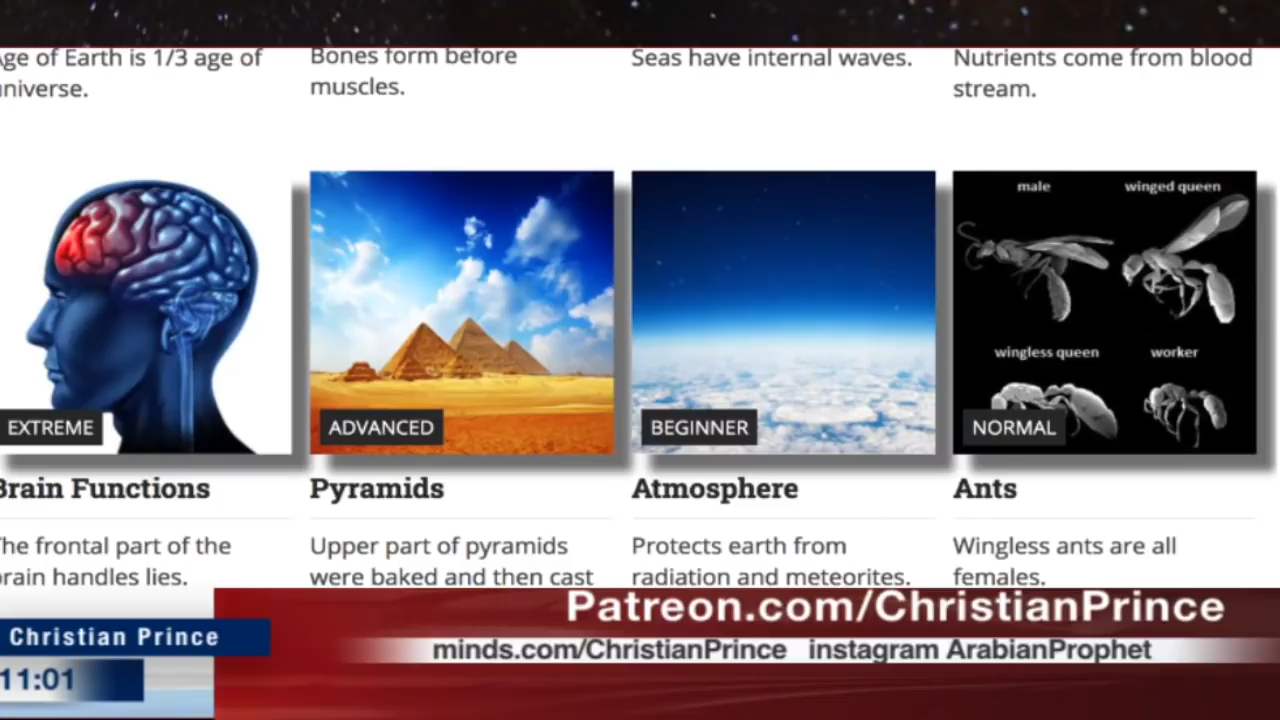 ge of Earth is 1/3 age of
niverse.
Bones form before
muscles.
Seas have internal waves.
Nutrients come from blood
stream.
EXTREME
ADVANCED
BEGINNER
male
winged queen
wingless queen
worker
NORMAL
Brain Functions
The frontal part of the
brain handles lies.
Pyramids
Upper part of pyramids
were baked and then cast
Atmosphere
Protects earth from
radiation and meteorites.
Ants
Wingless ants are all
females.
Patreon.com/ChristianPrince
Christian Prince
minds.com/ChristianPrince instagram ArabianProphet
11:01